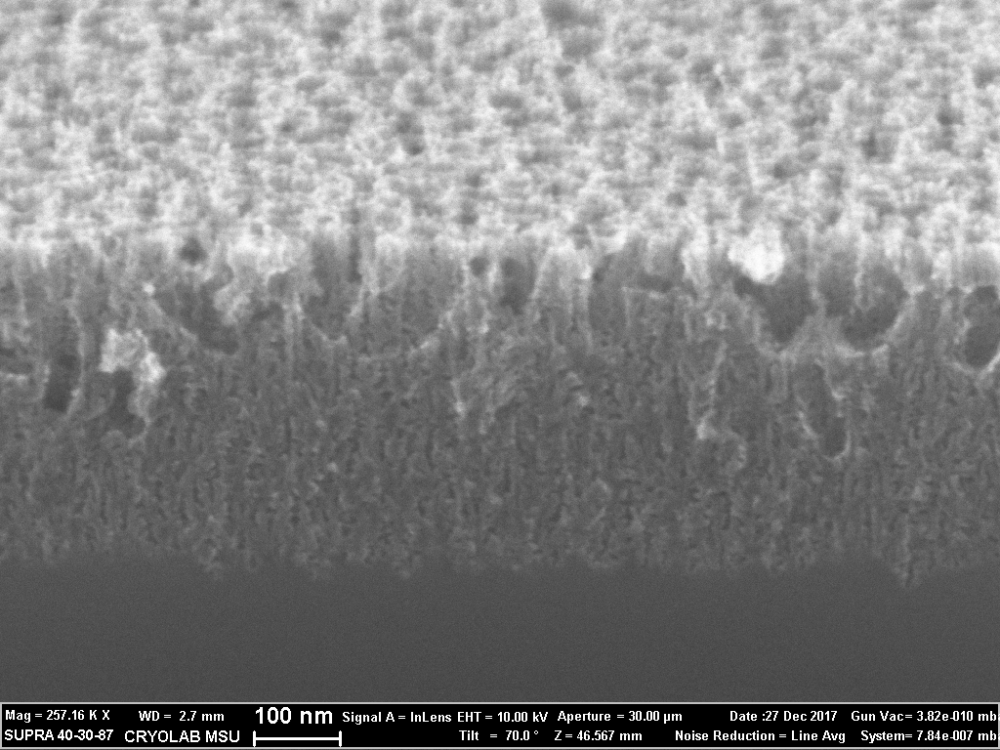 Mag = 257.16 K X WD = 2.7 mm 100 nm Signal A = InLens EHT = 10.00 kV Aperture = 30.00 µm Date :27 Dec 2017 Gun Vac= 3.82e-010 mb
SUPRA 40-30-87 CRYOLAB MSU Tilt = 70.0 ° Z = 46.567 mm Noise Reduction = Line Avg System= 7.84e-007 mb